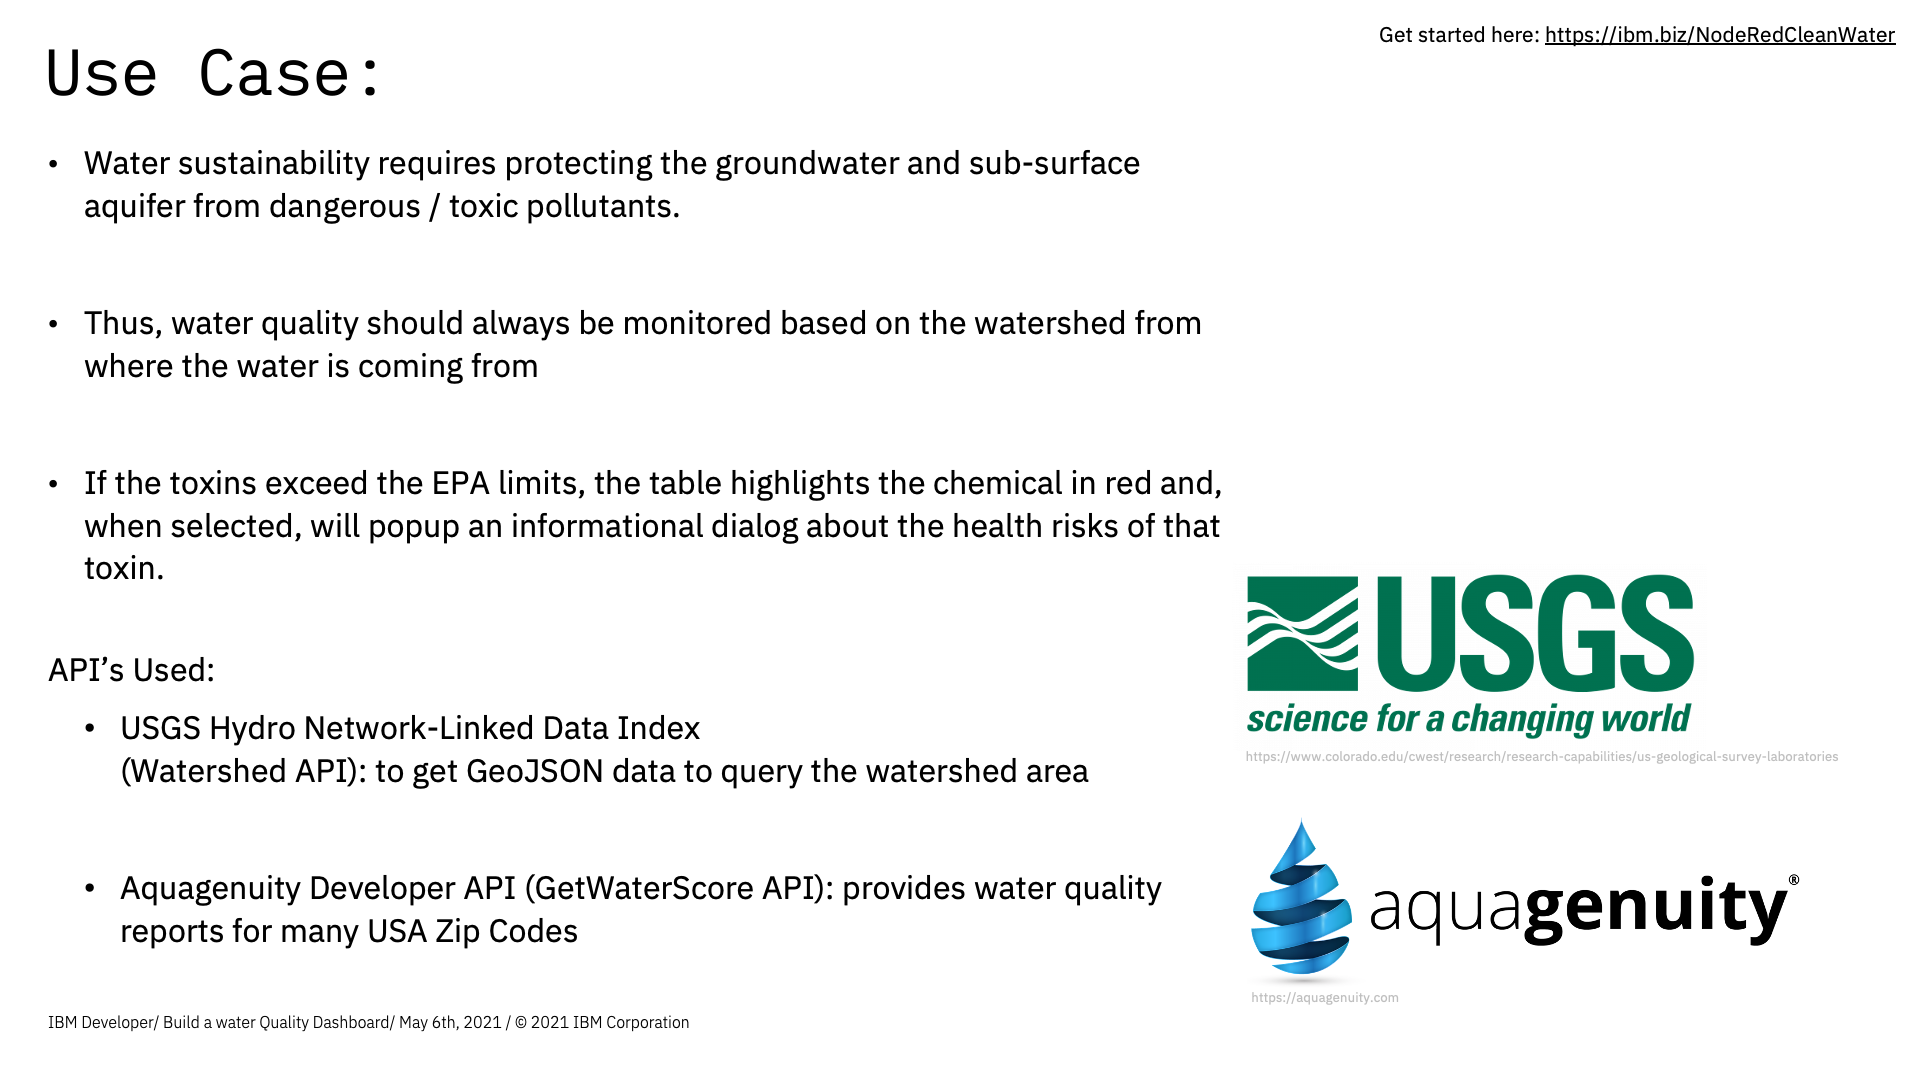 Get started here: https://ibm.biz/NodeRedCleanWater
Use Case:
• Water sustainability requires protecting the groundwater and sub-surface
aquifer from dangerous / toxic pollutants.
• Thus, water quality should always be monitored based on the watershed from
where the water is coming from
• If the toxins exceed the EPA limits, the table highlights the chemical in red and,
when selected, will popup an informational dialog about the health risks of that
toxin.
API’s Used:
• USGS Hydro Network-Linked Data Index
(Watershed API): to get GeoJSON data to query the watershed area
• Aquagenuity Developer API (GetWaterScore API): provides water quality
reports for many USA Zip Codes
USGS
science for a changing world
https://www.colorado.edu/cwest/research/research-capabilities/us-geological-survey-laboratories
aquagenuity®
https://aquagenuity.com
IBM Developer/ Build a water Quality Dashboard/ May 6th, 2021 / © 2021 IBM Corporation